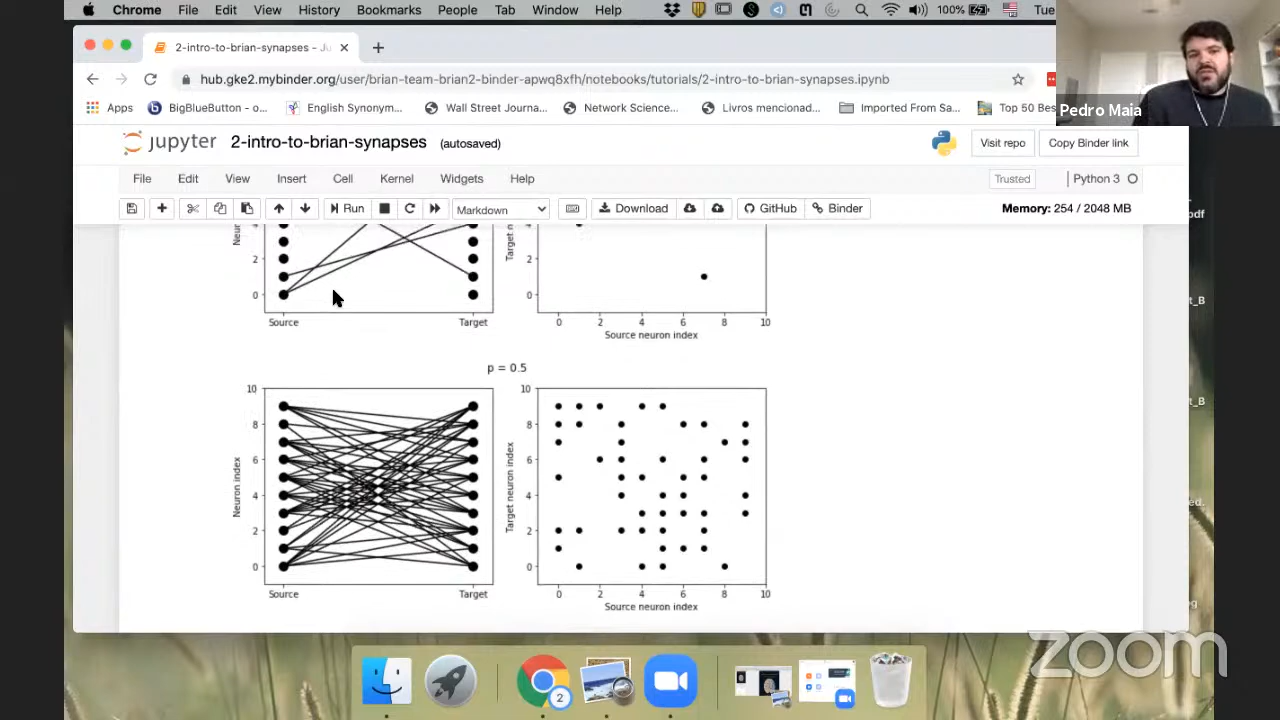 Chrome File Edit View History Bookmarks People Tab Window Help 100% Tue
2-intro-to-brian-synapses - Ju
hub.gke2.mybinder.org/user/brian-team-brian2-binder-apwq8xfh/notebooks/tutorials/2-intro-to-brian-synapses.ipynb
Apps BigBlueButton - o... English Synonym... Wall Street Journa... Network Science... Livros mencionad... Imported From Sa... Top 50 Bes
Pedro Maia
jupyter 2-intro-to-brian-synapses (autosaved) Visit repo Copy Binder link
File Edit View Insert Cell Kernel Widgets Help Trusted Python 3
Run Markdown Download GitHub Binder Memory: 254 / 2048 MB
pdf
4
2
0
Source Target
4
2
0
0 2 4 6 8 10
Source neuron index
t_B
p = 0.5
10
8
6
4
2
0
Neuron index
Source Target
10
8
6
4
2
0
Target neuron index
0 2 4 6 8 10
Source neuron index
t_B
ed.
og
zoom
2